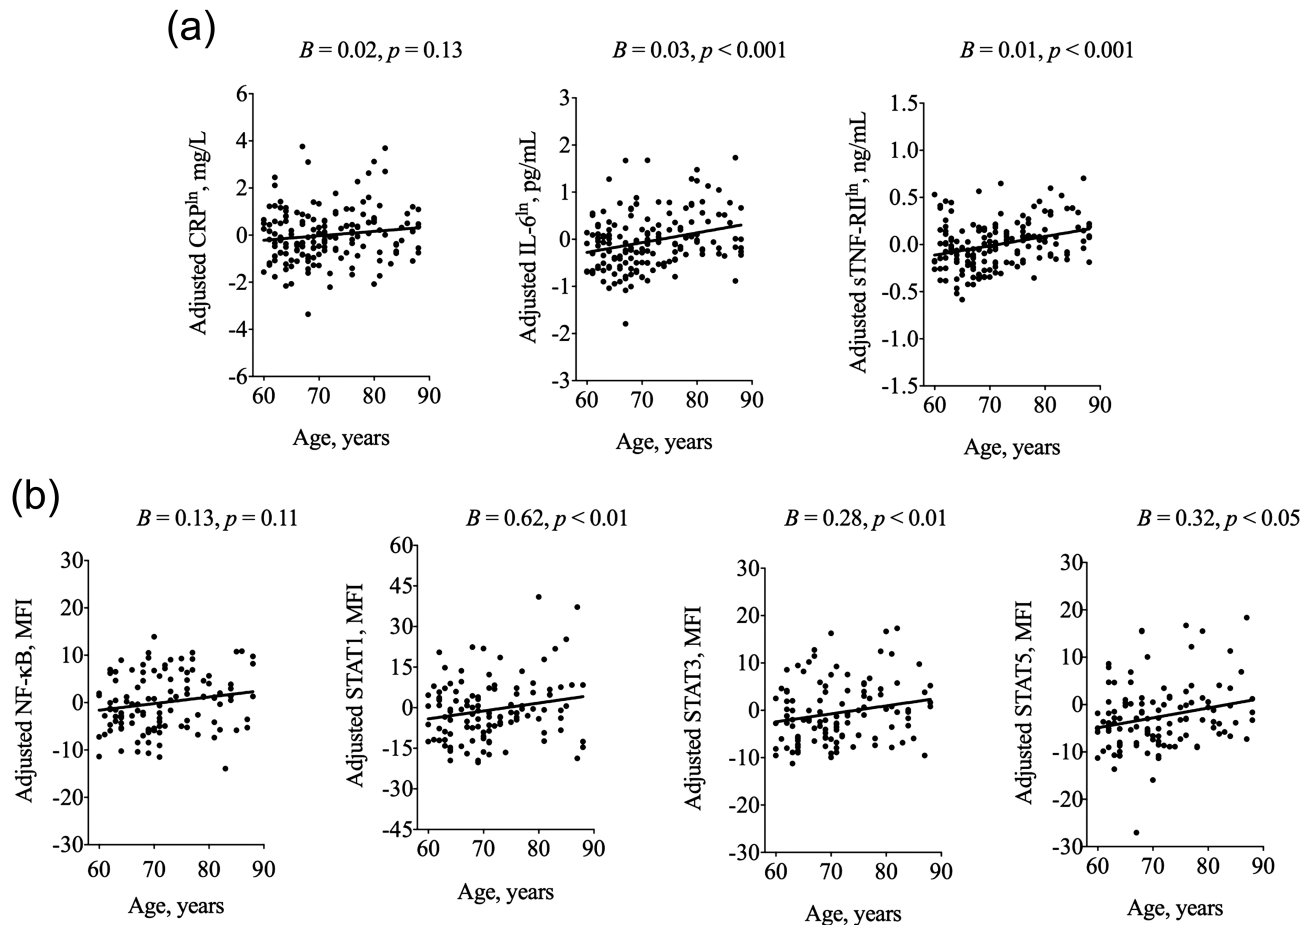 (a)
B = 0.02, p = 0.13
B = 0.03, p < 0.001
B = 0.01, p < 0.001
Adjusted CRPln, mg/L
6
4
2
0
-2
-4
-6
60 70 80 90
Age, years
Adjusted IL-6ln, pg/mL
3
2
1
0
-1
-2
-3
60 70 80 90
Age, years
Adjusted sTNF-RIIln, ng/mL
1.5
1.0
0.5
0.0
-0.5
-1.0
-1.5
60 70 80 90
Age, years
(b)
B = 0.13, p = 0.11
B = 0.62, p < 0.01
B = 0.28, p < 0.01
B = 0.32, p < 0.05
Adjusted NF-κB, MFI
30
20
10
0
-10
-20
-30
60 70 80 90
Age, years
Adjusted STAT1, MFI
60
45
30
15
0
-15
-30
-45
60 70 80 90
Age, years
Adjusted STAT3, MFI
30
20
10
0
-10
-20
-30
60 70 80 90
Age, years
Adjusted STAT5, MFI
30
20
10
0
-10
-20
-30
60 70 80 90
Age, years